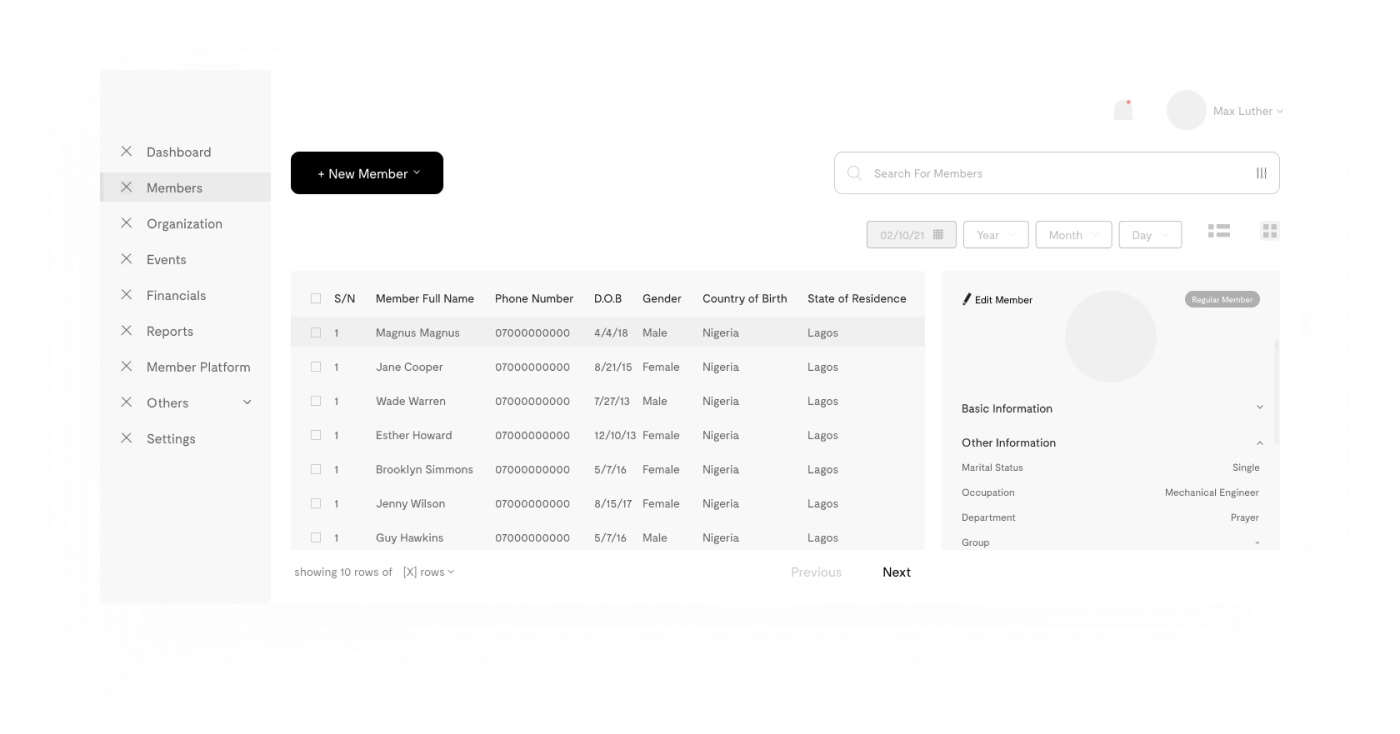 Max Luther
Dashboard
Members
Organization
Events
Financials
Reports
Member Platform
Others
Settings
+ New Member
Search For Members
02/10/21 Year Month Day
S/N Member Full Name Phone Number D.O.B Gender Country of Birth State of Residence
1 Magnus Magnus 07000000000 4/4/18 Male Nigeria Lagos
1 Jane Cooper 07000000000 8/21/15 Female Nigeria Lagos
1 Wade Warren 07000000000 7/27/13 Male Nigeria Lagos
1 Esther Howard 07000000000 12/10/13 Female Nigeria Lagos
1 Brooklyn Simmons 07000000000 5/7/16 Female Nigeria Lagos
1 Jenny Wilson 07000000000 8/15/17 Female Nigeria Lagos
1 Guy Hawkins 07000000000 5/7/16 Male Nigeria Lagos
showing 10 rows of [X] rows
Previous Next
Edit Member
Regular Member
Basic Information
Other Information
Marital Status Single
Occupation Mechanical Engineer
Department Prayer
Group -